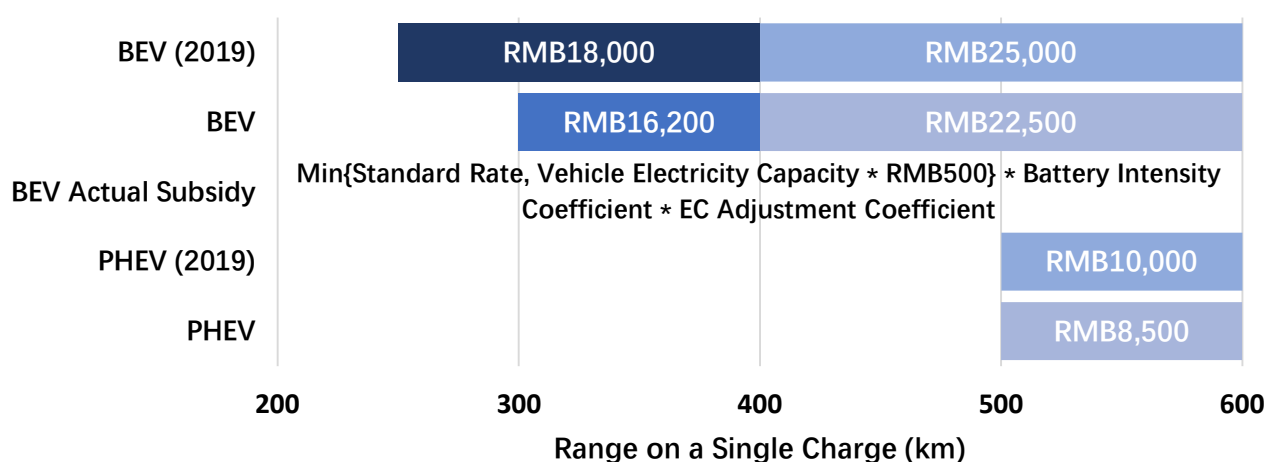 BEV (2019)
RMB18,000
RMB25,000
BEV
RMB16,200
RMB22,500
BEV Actual Subsidy
Min{Standard Rate, Vehicle Electricity Capacity * RMB500} * Battery Intensity
Coefficient * EC Adjustment Coefficient
PHEV (2019)
RMB10,000
PHEV
RMB8,500
200
300
400
500
600
Range on a Single Charge (km)